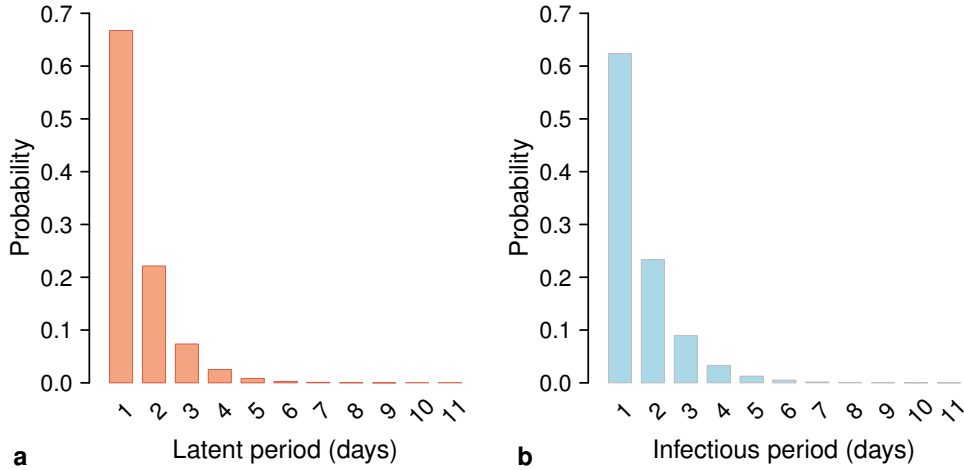 0.7
0.6
0.5
0.4
0.3
0.2
0.1
0.0
Probability
1 2 3 4 5 6 7 8 9 10 11
Latent period (days)
a
0.7
0.6
0.5
0.4
0.3
0.2
0.1
0.0
Probability
1 2 3 4 5 6 7 8 9 10 11
Infectious period (days)
b